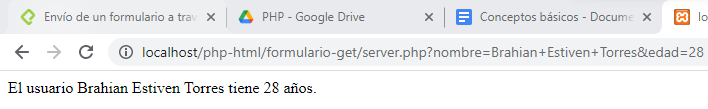 Envío de un formulario a trav
PHP - Google Drive
Conceptos básicos - Docume
lo
localhost/php-html/formulario-get/server.php?nombre=Brahian+Estiven+Torres&edad=28
El usuario Brahian Estiven Torres tiene 28 años.